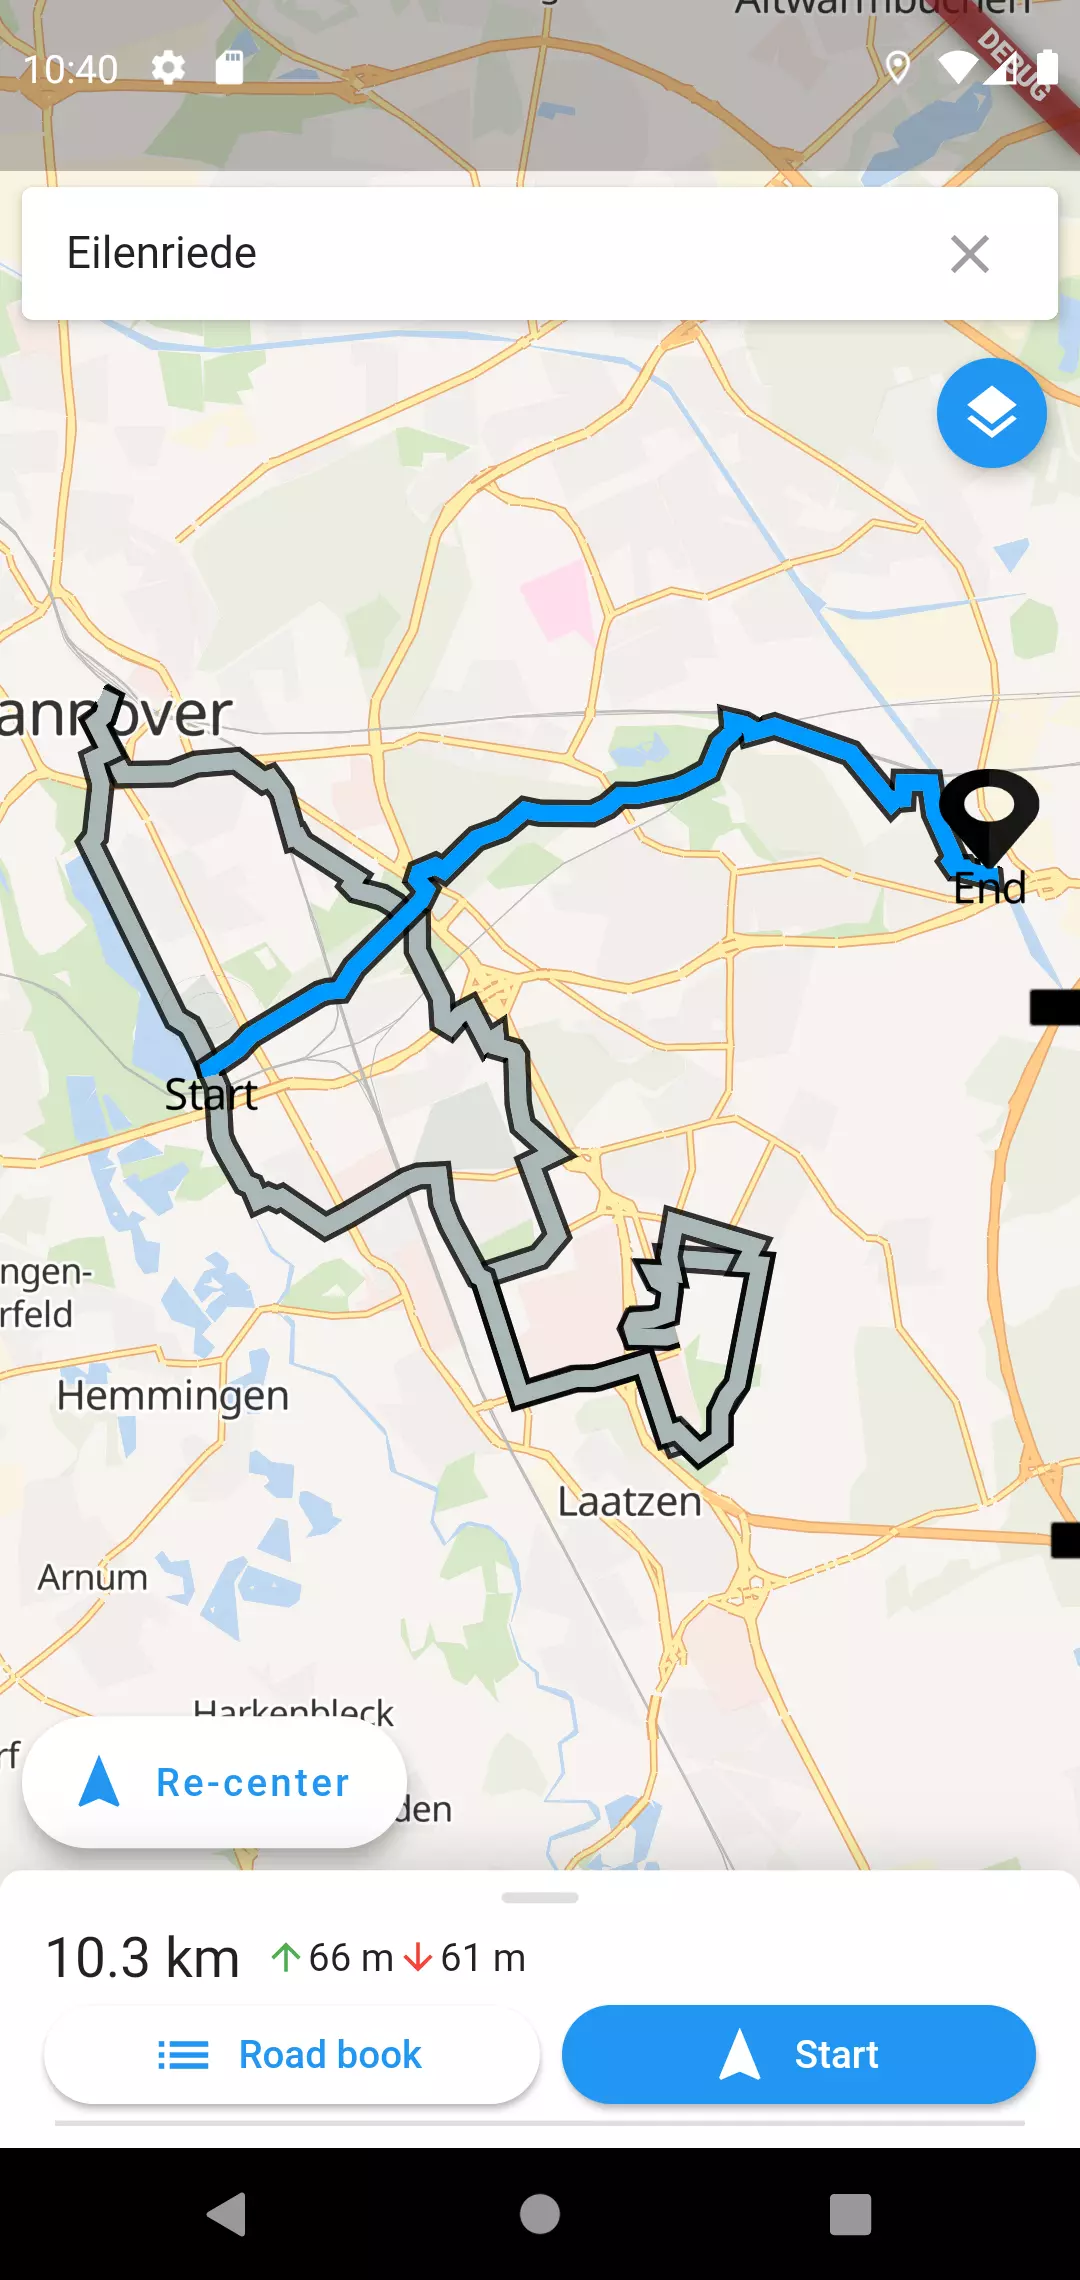 Altwarmbüchen
10:40
DEBUG
Eilenriede
annover
End
Start
ngen-
rfeld
Hemmingen
Laatzen
Arnum
Harkenbleck
rf
Re-center
den
10.3 km 66 m 61 m
Road book
Start